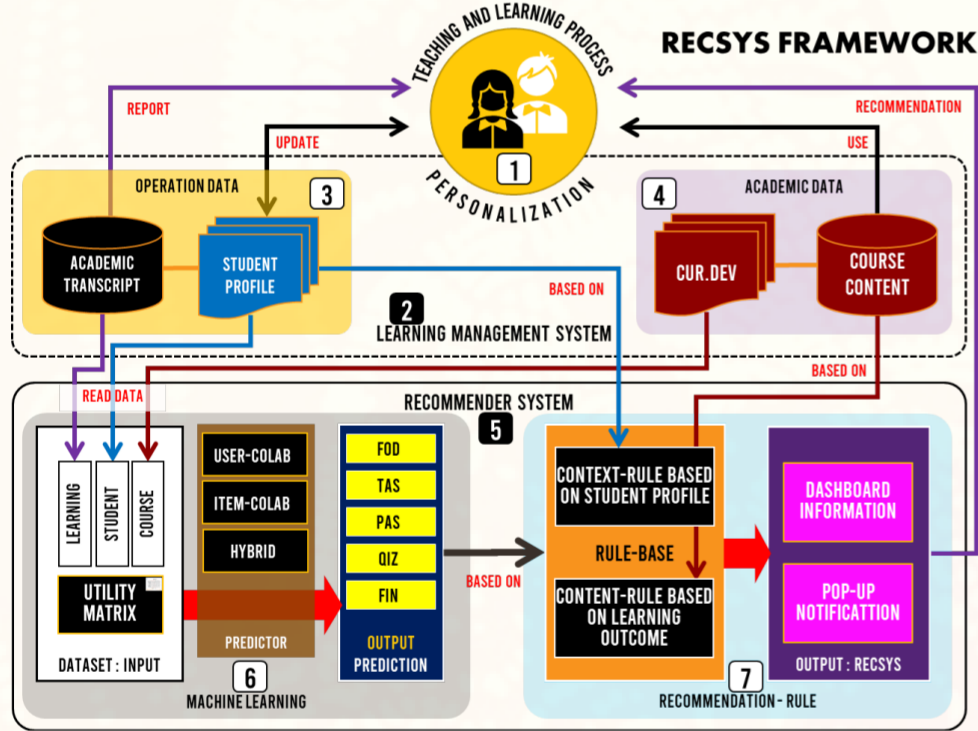 RECSYS FRAMEWORK
TEACHING AND LEARNING PROCESS
1
PERSONALIZATION
REPORT
UPDATE
RECOMMENDATION
USE
OPERATION DATA
3
4
ACADEMIC DATA
ACADEMIC
TRANSCRIPT
STUDENT
PROFILE
CUR.DEV
COURSE
CONTENT
BASED ON
2
LEARNING MANAGEMENT SYSTEM
BASED ON
READ DATA
RECOMMENDER SYSTEM
5
LEARNING
STUDENT
COURSE
UTILITY
MATRIX
DATASET : INPUT
USER-COLAB
ITEM-COLAB
HYBRID
PREDICTOR
6
MACHINE LEARNING
FOD
TAS
PAS
QIZ
FIN
OUTPUT
PREDICTION
BASED ON
CONTEXT-RULE BASED
ON STUDENT PROFILE
RULE-BASE
CONTENT-RULE BASED
ON LEARNING
OUTCOME
7
RECOMMENDATION- RULE
DASHBOARD
INFORMATION
POP-UP
NOTIFICATTION
OUTPUT : RECSYS